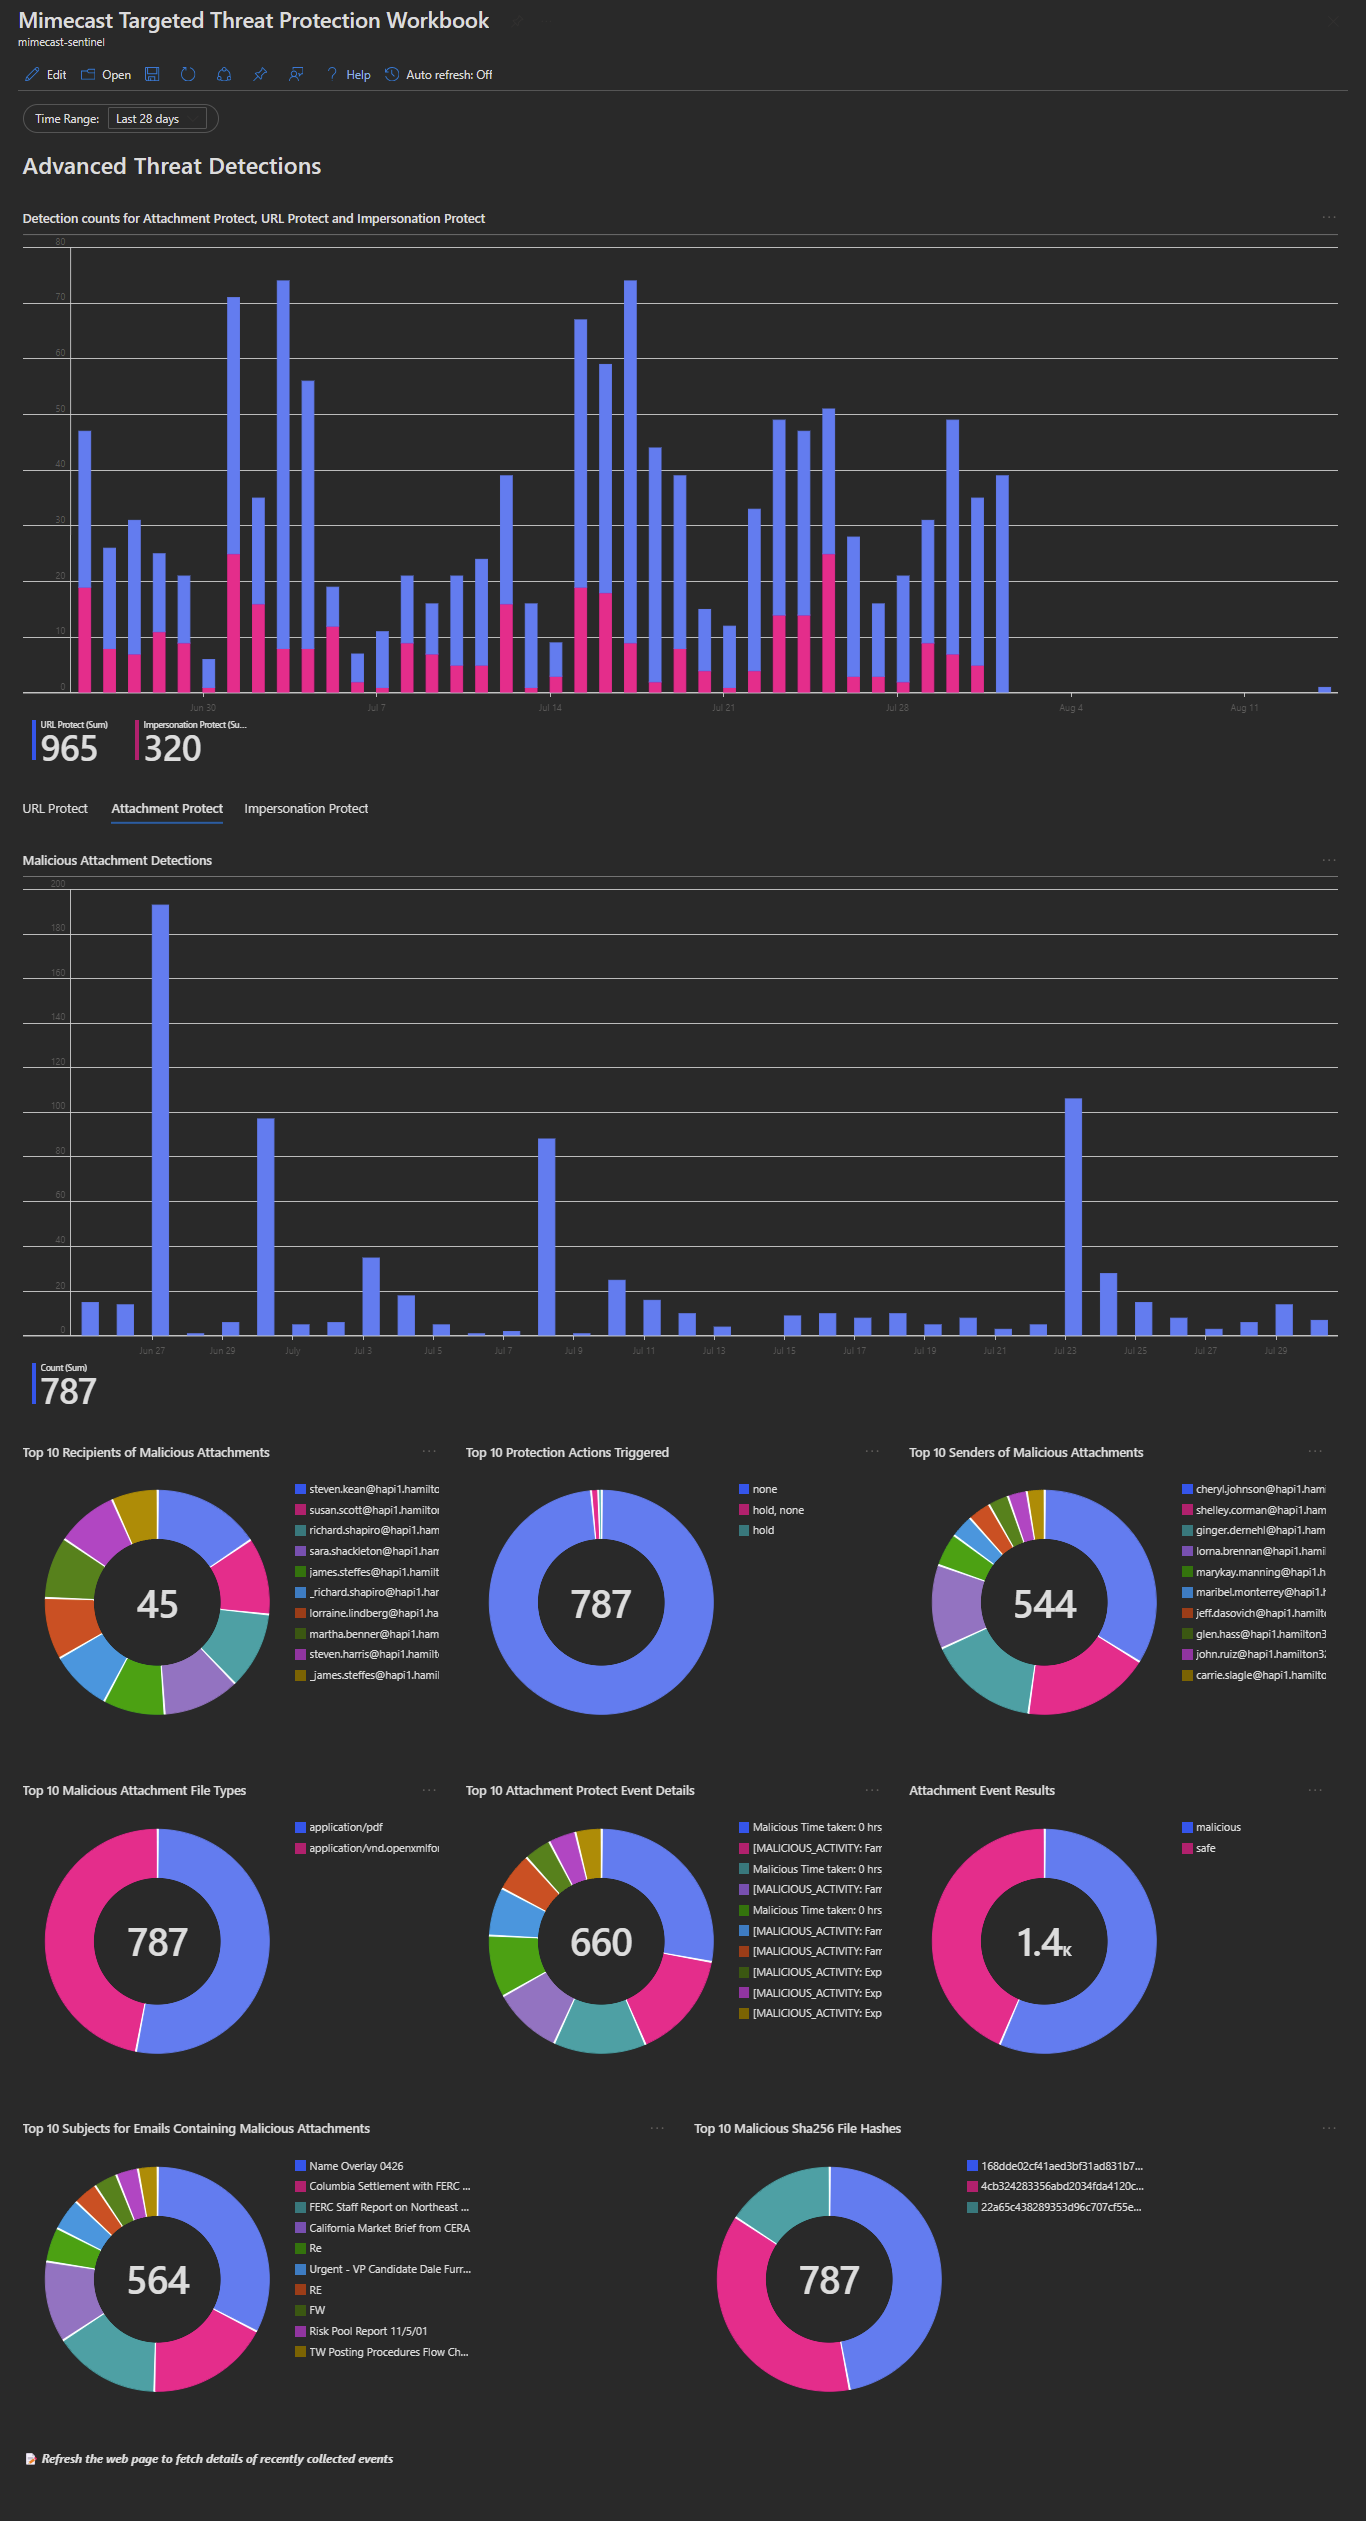 Mimecast Targeted Threat Protection Workbook
mimecast-sentinel
Edit Open Help Auto refresh: Off
Time Range: Last 28 days
Advanced Threat Detections
Detection counts for Attachment Protect, URL Protect and Impersonation Protect
80
70
60
50
40
30
20
10
0
Jun 30 Jul 7 Jul 14 Jul 21 Jul 28 Aug 4 Aug 11
URL Protect (Sum) Impersonation Protect (Su...
965 320
URL Protect Attachment Protect Impersonation Protect
Malicious Attachment Detections
200
180
160
140
120
100
80
60
40
20
0
Jun 27 Jun 29 July Jul 3 Jul 5 Jul 7 Jul 9 Jul 11 Jul 13 Jul 15 Jul 17 Jul 19 Jul 21 Jul 23 Jul 25 Jul 27 Jul 29
Count (Sum)
787
Top 10 Recipients of Malicious Attachments
45
steven.kean@hapi1.hamilto
susan.scott@hapi1.hamilton
richard.shapiro@hapi1.ham
sara.shackleton@hapi1.ham
james.steffes@hapi1.hamilt
_richard.shapiro@hapi1.har
lorraine.lindberg@hapi1.ha
martha.benner@hapi1.ham
steven.harris@hapi1.hamilt
_james.steffes@hapi1.hamil
Top 10 Protection Actions Triggered
787
none
hold, none
hold
Top 10 Senders of Malicious Attachments
544
cheryl.johnson@hapi1.hami
shelley.corman@hapi1.ham
ginger.dernehl@hapi1.ham
lorna.brennan@hapi1.hamil
marykay.manning@hapi1.h
maribel.monterrey@hapi1.h
jeff.dasovich@hapi1.hamilt
glen.hass@hapi1.hamilton3
john.ruiz@hapi1.hamilton3
carrie.slagle@hapi1.hamilto
Top 10 Malicious Attachment File Types
787
application/pdf
application/vnd.openxmlfor
Top 10 Attachment Protect Event Details
660
Malicious Time taken: 0 hrs
[MALICIOUS_ACTIVITY: Fam
Malicious Time taken: 0 hrs
[MALICIOUS_ACTIVITY: Fam
Malicious Time taken: 0 hrs
[MALICIOUS_ACTIVITY: Fam
[MALICIOUS_ACTIVITY: Fam
[MALICIOUS_ACTIVITY: Exp
[MALICIOUS_ACTIVITY: Exp
[MALICIOUS_ACTIVITY: Exp
Attachment Event Results
1.4K
malicious
safe
Top 10 Subjects for Emails Containing Malicious Attachments
564
Name Overlay 0426
Columbia Settlement with FERC ...
FERC Staff Report on Northeast ...
California Market Brief from CERA
Re
Urgent - VP Candidate Dale Furr...
RE
FW
Risk Pool Report 11/5/01
TW Posting Procedures Flow Ch...
Top 10 Malicious Sha256 File Hashes
787
168dde02cf41aed3bf31ad831b7...
4cb324283356abd2034fda4120c...
22a65c438289353d96c707cf55e...
Refresh the web page to fetch details of recently collected events